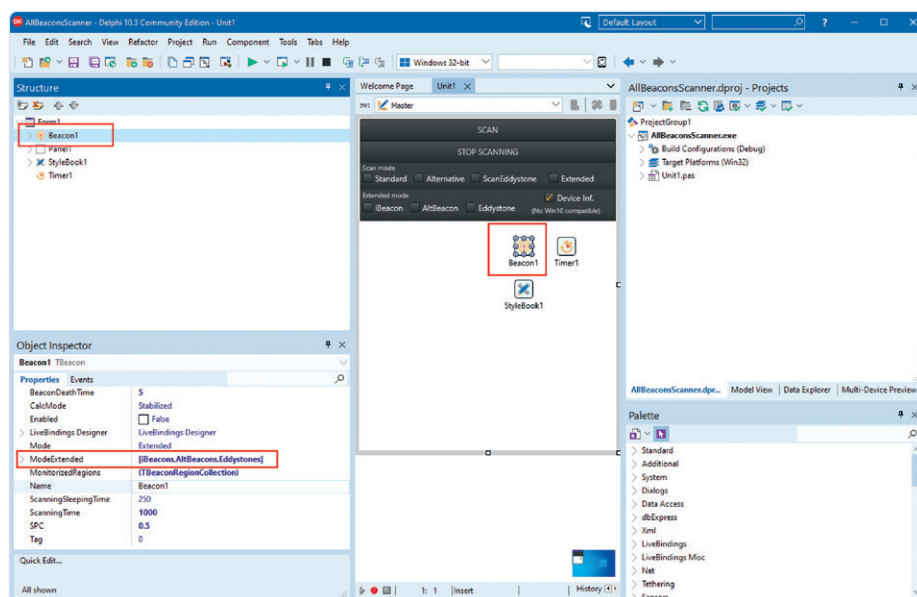 AllBeaconsScanner - Delphi 10.3 Community Edition - Unit1
Default Layout
?
File Edit Search View Refactor Project Run Component Tools Tabs Help
Windows 32-bit
Structure
Form1
Beacon1
Panel1
StyleBook1
Timer1
Object Inspector
Beacon1 TBeacon
Properties Events
BeaconDeathTime 5
CalcMode Stabilized
Enabled False
LiveBindings Designer LiveBindings Designer
Mode Extended
ModeExtended [iBeacons,AltBeacons,Eddystones]
MonitorizedRegions (TBeaconRegionCollection)
Name Beacon1
ScanningSleepingTime 250
ScanningTime 1000
SPC 0.5
Tag 0
Quick Edit...
All shown
Welcome Page Unit1
Master
SCAN
STOP SCANNING
Scan mode
Standard Alternative ScanEddystone Extended
Extended mode
iBeacon AltBeacon Eddystone
Device Inf.
(No Win10 compatible)
Beacon1 Timer1
StyleBook1
1: 1 Insert
History
AllBeaconsScanner.dproj - Projects
ProjectGroup1
AllBeaconsScanner.exe
Build Configurations (Debug)
Target Platforms (Win32)
Unit1.pas
AllBeaconsScanner.dpr... Model View Data Explorer Multi-Device Preview
Palette
Standard
Additional
System
Dialogs
Data Access
dbExpress
Xml
LiveBindings
LiveBindings Misc
Net
Tethering
Sensors